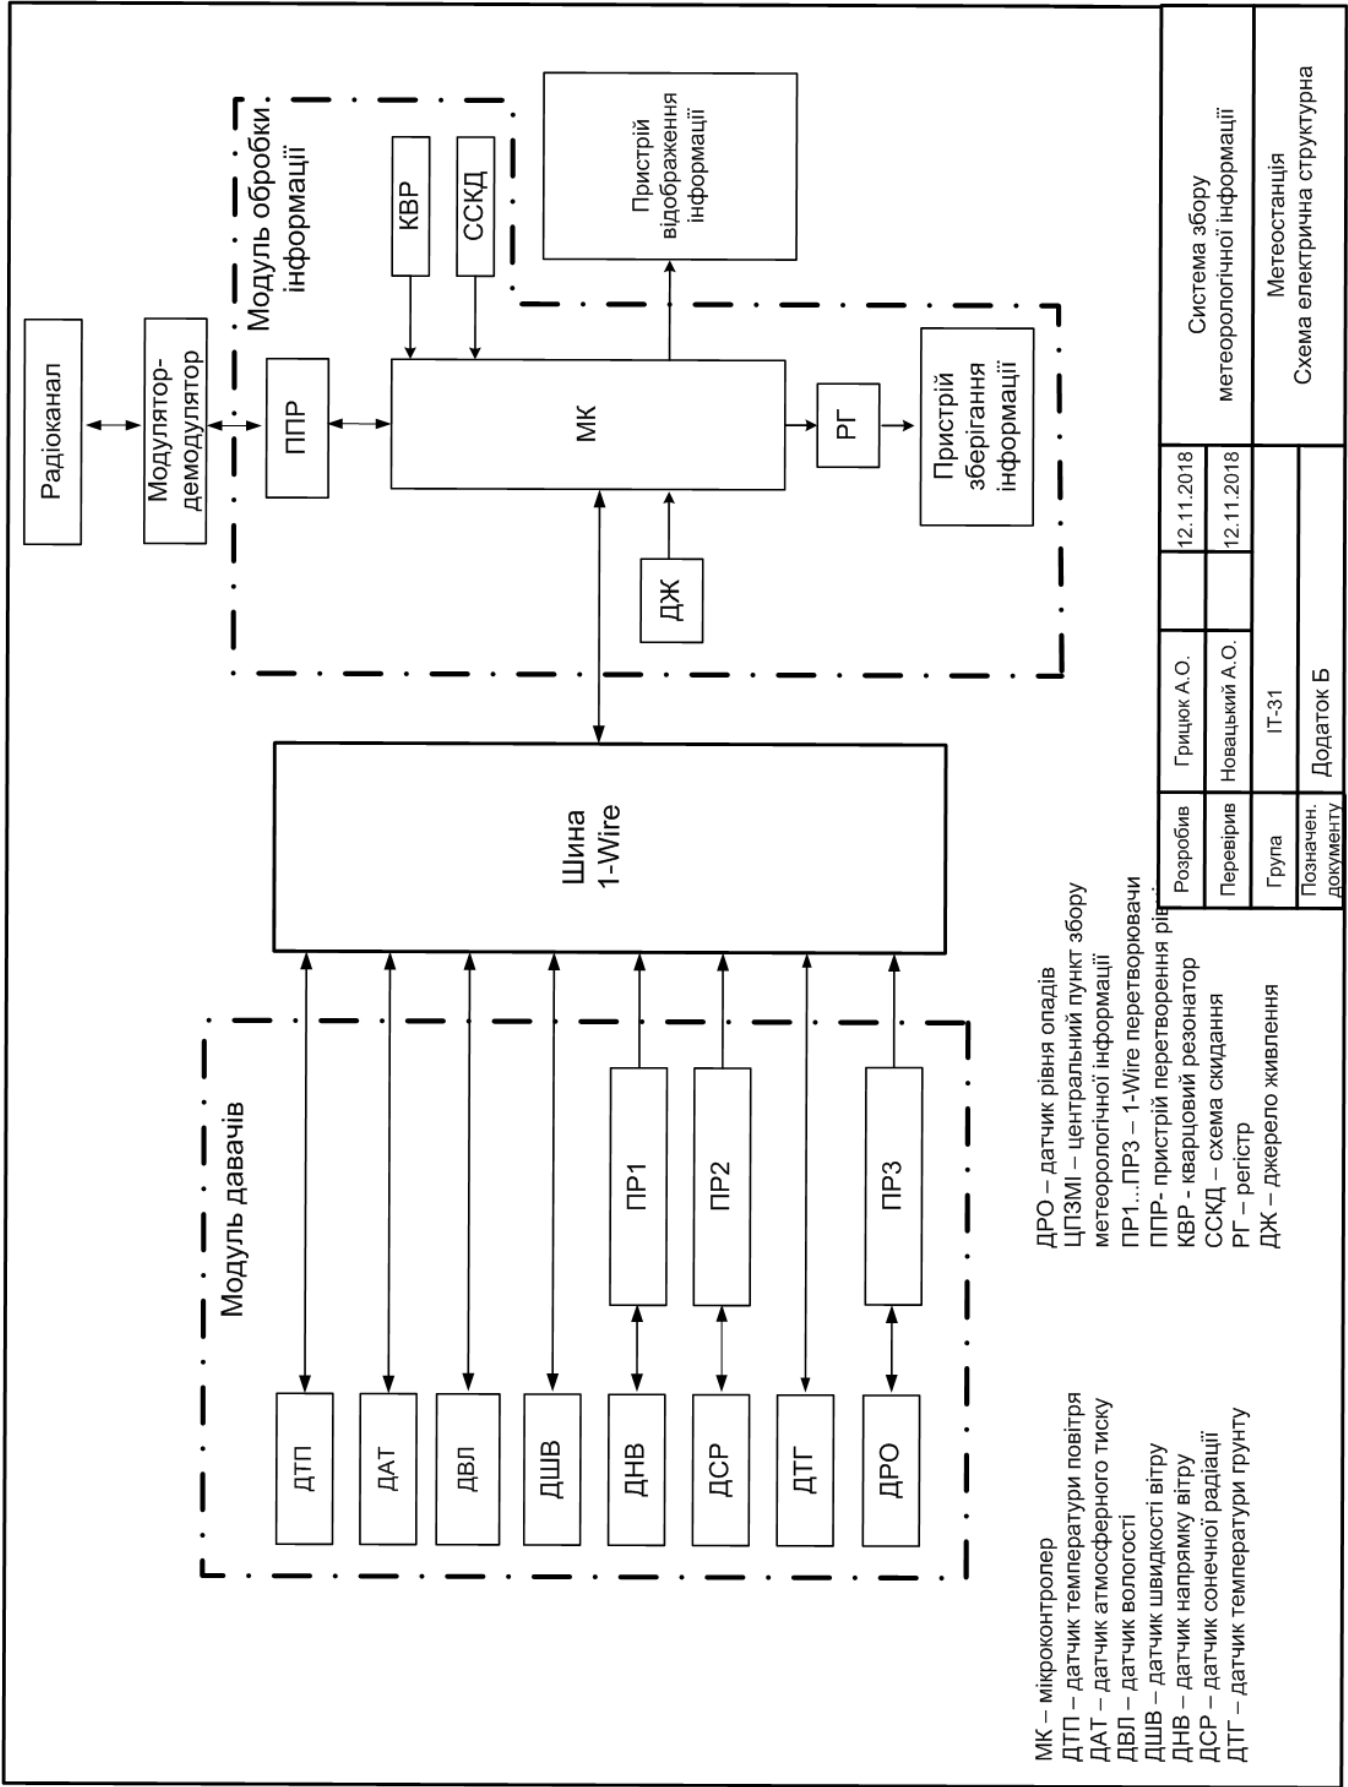 Радіоканал
Модулятор-
демодулятор
Модуль обробки
інформації
ППР
КВР
ССКД
МК
Пристрій
відображення
інформації
ДЖ
РГ
Пристрій
зберігання
інформації
Шина
1-Wire
Модуль давачів
ДТП
ДАТ
ДВЛ
ДШВ
ДНВ
ПР1
ДСР
ПР2
ДТГ
ДРО
ПР3
МК – мікроконтролер
ДТП – датчик температури повітря
ДАТ – датчик атмосферного тиску
ДВЛ – датчик вологості
ДШВ – датчик швидкості вітру
ДНВ – датчик напрямку вітру
ДСР – датчик сонечної радіації
ДТГ – датчик температури грунту
ДРО – датчик рівня опадів
ЦПЗМІ – центральний пункт збору
метеорологічної інформації
ПР1...ПР3 – 1-Wire перетворювачи
ППР- пристрій перетворення
КВР - кварцовий резонатор
ССКД – схема скидання
РГ – регістр
ДЖ – джерело живлення
Розробив Грицюк А.О. 12.11.2018
Перевірив Новацький А.О. 12.11.2018
Система збору
метеорологічної інформації
Група ІТ-31
Позначен.
документу
Додаток Б
Метеостанція
Схема електрична структурна